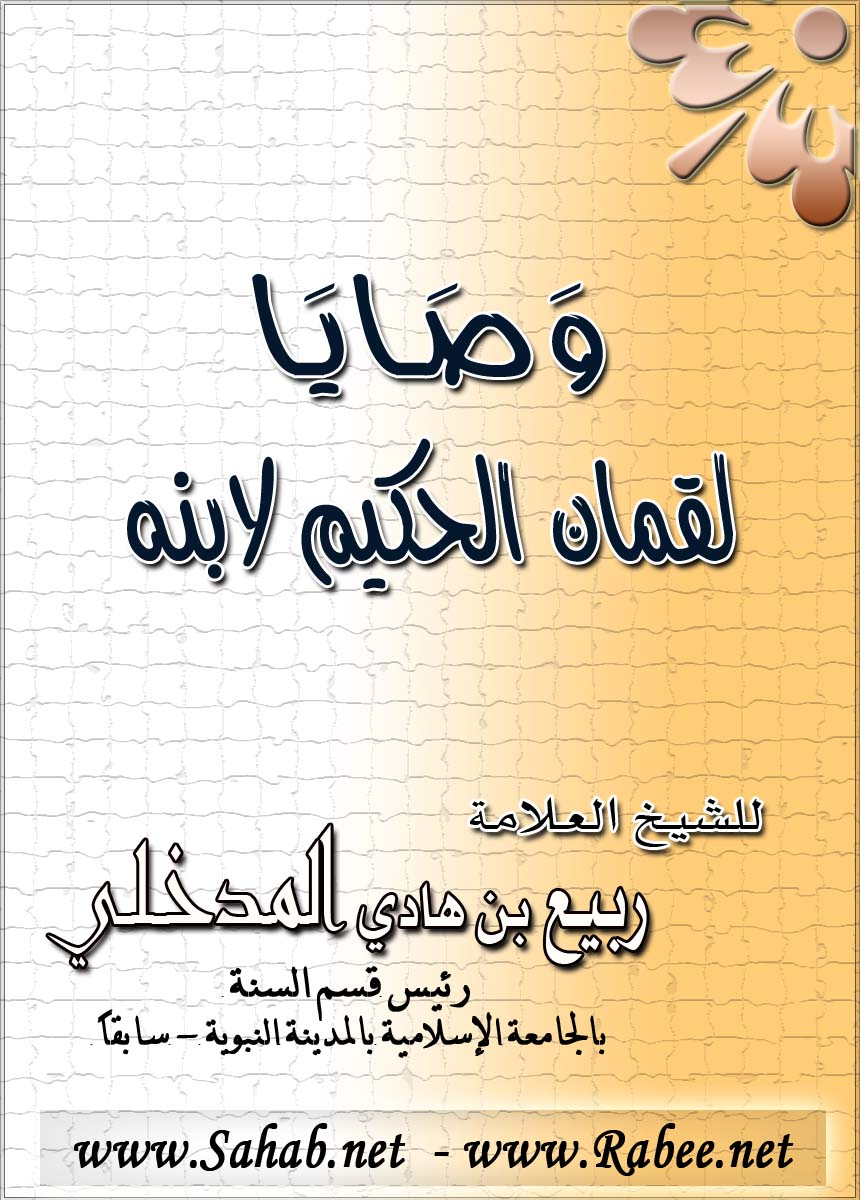 وَصَايَا
لقمان الحكيم لابنه
للشيخ العلامة
ربيع بن هادي المدخلي
رئيس قسم السنة
بالجامعة الإسلامية بالمدينة النبوية - سابقاً
www.Sahab.net - www.Rabee.net